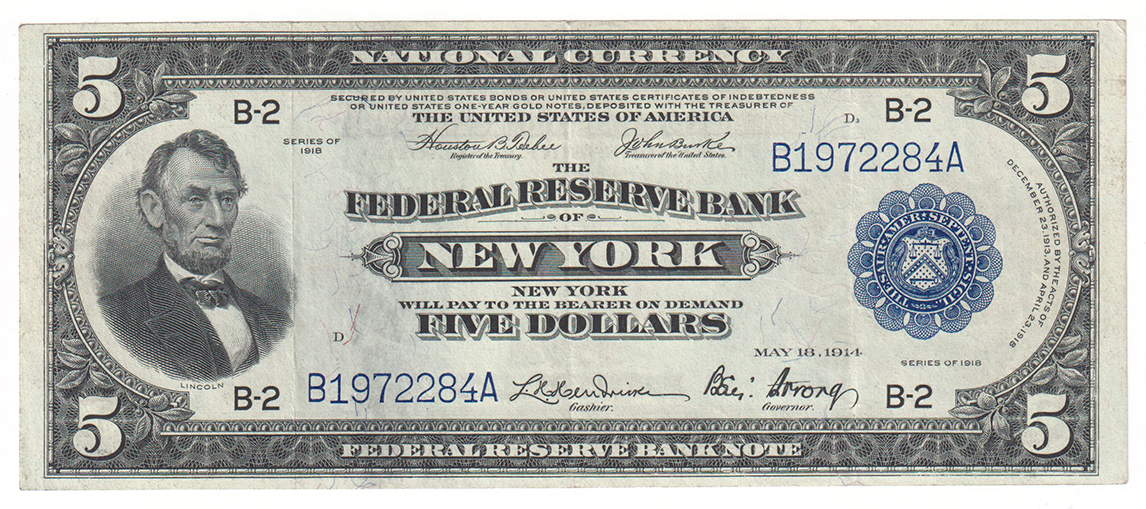 NATIONAL CURRENCY
5
5
SECURED BY UNITED STATES BONDS OR UNITED STATES CERTIFICATES OF INDEBTEDNESS
OR UNITED STATES ONE-YEAR GOLD NOTES, DEPOSITED WITH THE TREASURER OF
THE UNITED STATES OF AMERICA
B-2
B-2
SERIES OF
1918
Houston B. Teehee
Register of the Treasury.
John Burke
Treasurer of the United States.
B1972284A
THE
FEDERAL RESERVE BANK
OF
NEW YORK
NEW YORK
WILL PAY TO THE BEARER ON DEMAND
FIVE DOLLARS
THESAUR. AMER. SEPTENT. SIGIL.
AUTHORIZED BY THE ACTS OF
DECEMBER 23, 1913, AND APRIL 23, 1918
D
MAY 18, 1914
SERIES OF 1918
LINCOLN
B-2
B1972284A
Cashier.
Governor.
B-2
5
5
FEDERAL RESERVE BANK NOTE